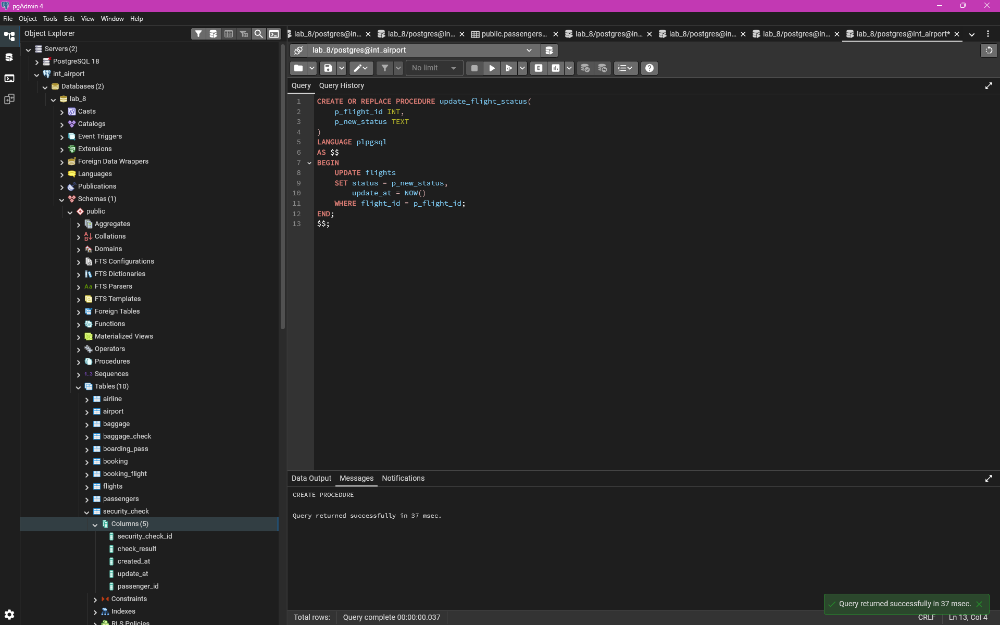 pgAdmin 4
File Object Tools Edit View Window Help
Object Explorer
lab_8/postgres@in...
lab_8/postgres@in...
public.passengers...
lab_8/postgres@in...
lab_8/postgres@in...
lab_8/postgres@in...
lab_8/postgres@int_airport*
lab_8/postgres@int_airport
No limit
E
Query
Query History
Servers (2)
PostgreSQL 18
int_airport
Databases (2)
lab_8
Casts
Catalogs
Event Triggers
Extensions
Foreign Data Wrappers
Languages
Publications
Schemas (1)
public
Aggregates
Collations
Domains
FTS Configurations
FTS Dictionaries
Aa FTS Parsers
FTS Templates
Foreign Tables
Functions
Materialized Views
Operators
Procedures
1..3 Sequences
Tables (10)
airline
airport
baggage
baggage_check
boarding_pass
booking
booking_flight
flights
passengers
security_check
Columns (5)
security_check_id
check_result
created_at
update_at
passenger_id
Constraints
Indexes
RLS Policies
1 CREATE OR REPLACE PROCEDURE update_flight_status(
2 p_flight_id INT,
3 p_new_status TEXT
4 )
5 LANGUAGE plpgsql
6 AS $$
7 BEGIN
8 UPDATE flights
9 SET status = p_new_status,
10 update_at = NOW()
11 WHERE flight_id = p_flight_id;
12 END;
13 $$;
Data Output Messages Notifications
CREATE PROCEDURE
Query returned successfully in 37 msec.
Query returned successfully in 37 msec.
Total rows: Query complete 00:00:00.037 CRLF Ln 13, Col 4